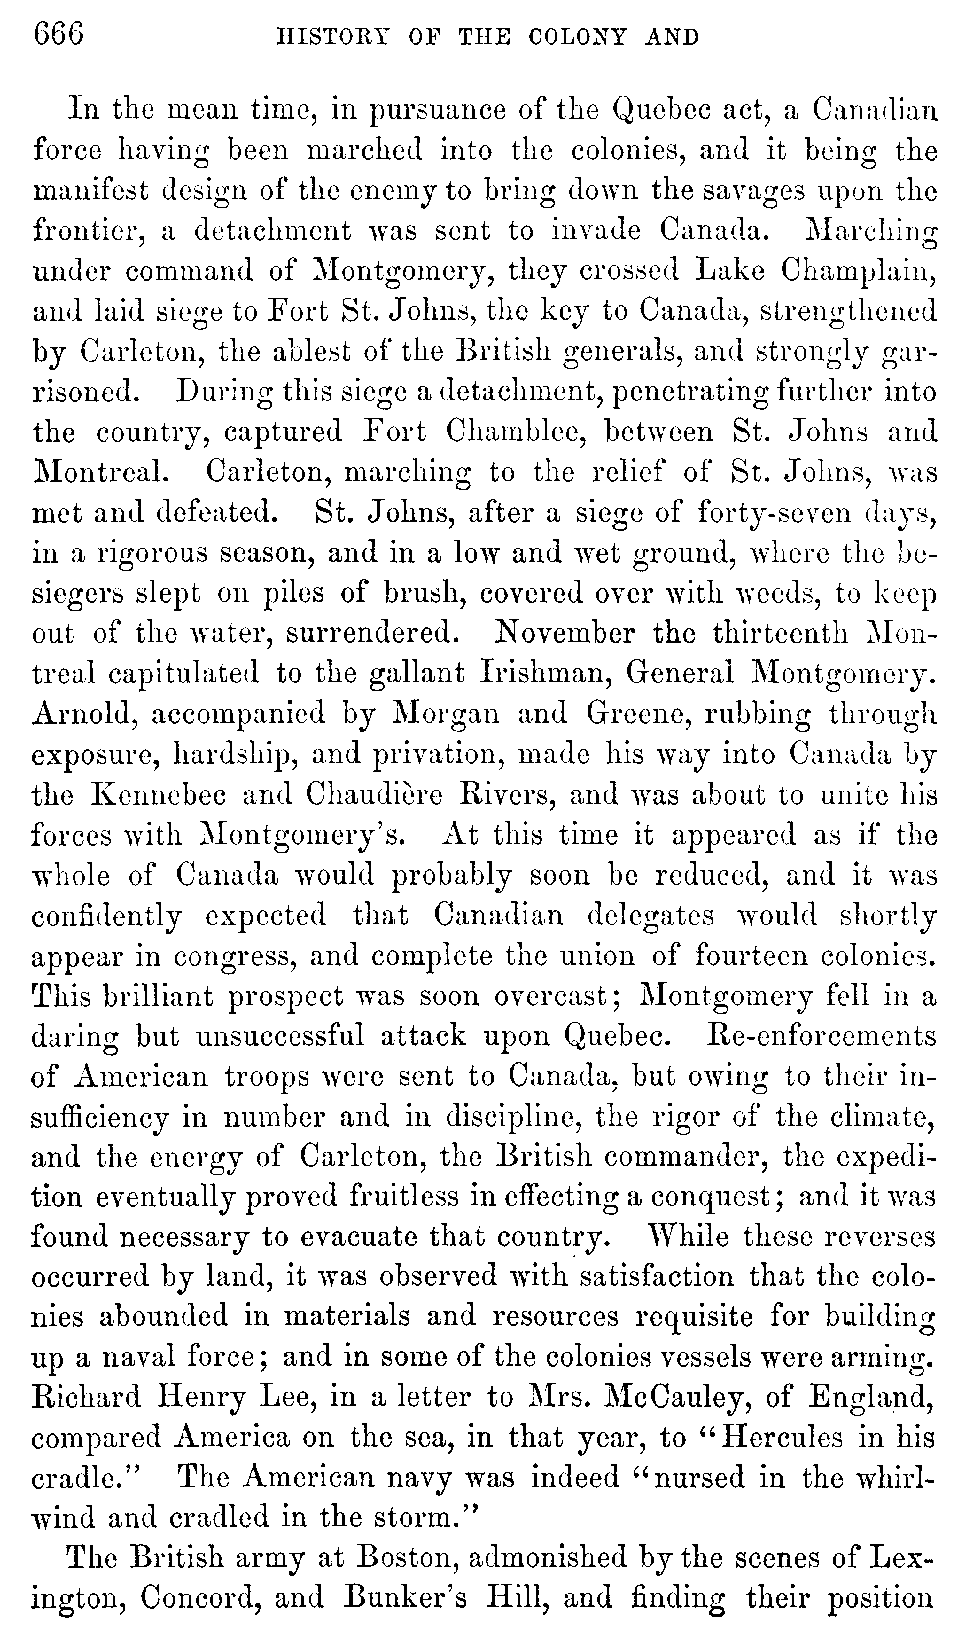 666 HISTORY OF THE COLONY AND
In the mean time, in pursuance of the Quebec act, a Canadian
force having been marched into the colonies, and it being the
manifest design of the enemy to bring down the savages upon the
frontier, a detachment was sent to invade Canada. Marching
under command of Montgomery, they crossed Lake Champlain,
and laid siege to Fort St. Johns, the key to Canada, strengthened
by Carleton, the ablest of the British generals, and strongly gar-
risoned. During this siege a detachment, penetrating further into
the country, captured Fort Chamblee, between St. Johns and
Montreal. Carleton, marching to the relief of St. Johns, was
met and defeated. St. Johns, after a siege of forty-seven days,
in a rigorous season, and in a low and wet ground, where the be-
siegers slept on piles of brush, covered over with weeds, to keep
out of the water, surrendered. November the thirteenth Mon-
treal capitulated to the gallant Irishman, General Montgomery.
Arnold, accompanied by Morgan and Greene, rubbing through
exposure, hardship, and privation, made his way into Canada by
the Kennebec and Chaudière Rivers, and was about to unite his
forces with Montgomery's. At this time it appeared as if the
whole of Canada would probably soon be reduced, and it was
confidently expected that Canadian delegates would shortly
appear in congress, and complete the union of fourteen colonies.
This brilliant prospect was soon overcast; Montgomery fell in a
daring but unsuccessful attack upon Quebec. Re-enforcements
of American troops were sent to Canada, but owing to their in-
sufficiency in number and in discipline, the rigor of the climate,
and the energy of Carleton, the British commander, the expedi-
tion eventually proved fruitless in effecting a conquest; and it was
found necessary to evacuate that country. While these reverses
occurred by land, it was observed with satisfaction that the colo-
nies abounded in materials and resources requisite for building
up a naval force; and in some of the colonies vessels were arming.
Richard Henry Lee, in a letter to Mrs. McCauley, of England,
compared America on the sea, in that year, to "Hercules in his
cradle." The American navy was indeed "nursed in the whirl-
wind and cradled in the storm."
The British army at Boston, admonished by the scenes of Lex-
ington, Concord, and Bunker's Hill, and finding their position